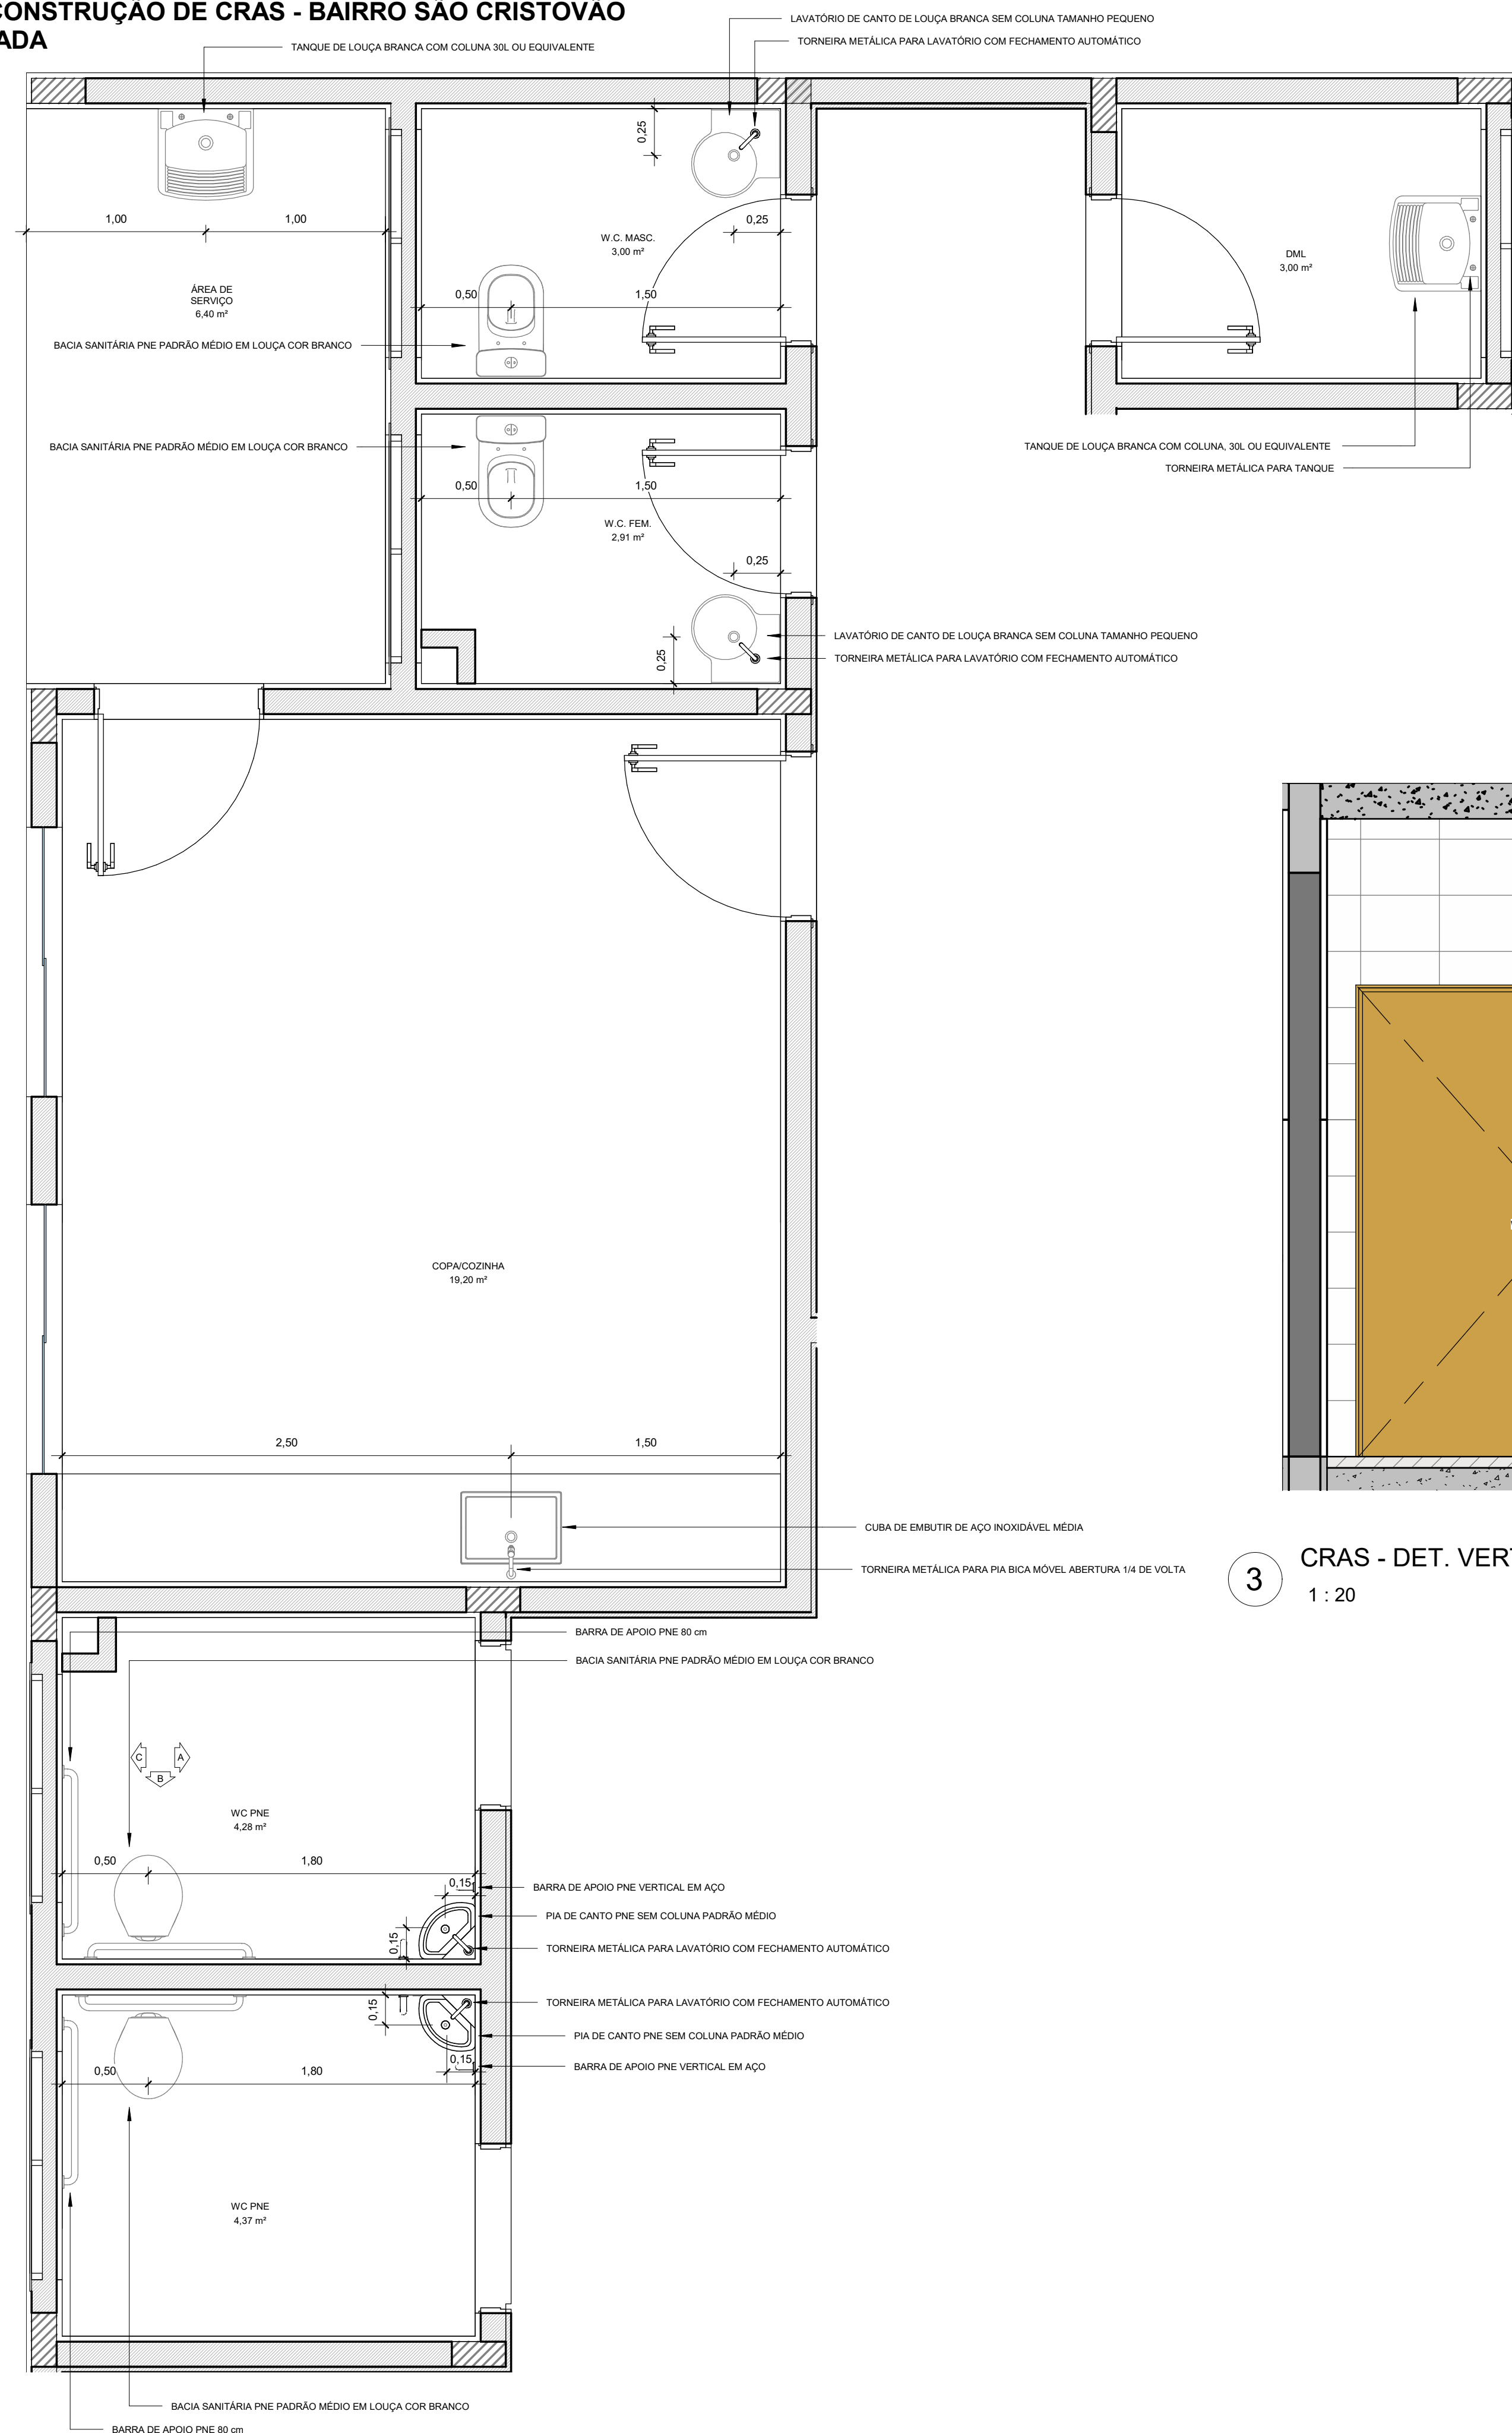 CONSTRUÇÃO DE CRAS - BAIRRO SÃO CRISTOVÃO
ADA
TANQUE DE LOUÇA BRANCA COM COLUNA 30L OU EQUIVALENTE
LAVATÓRIO DE CANTO DE LOUÇA BRANCA SEM COLUNA TAMANHO PEQUENO
TORNEIRA METÁLICA PARA LAVATÓRIO COM FECHAMENTO AUTOMÁTICO
0,25
1,00
1,00
0,25
W.C. MASC.
3,00 m²
DML
3,00 m²
ÁREA DE
SERVIÇO
6,40 m²
0,50
1,50
BACIA SANITÁRIA PNE PADRÃO MÉDIO EM LOUÇA COR BRANCO
BACIA SANITÁRIA PNE PADRÃO MÉDIO EM LOUÇA COR BRANCO
TANQUE DE LOUÇA BRANCA COM COLUNA, 30L OU EQUIVALENTE
TORNEIRA METÁLICA PARA TANQUE
0,50
1,50
W.C. FEM.
2,91 m²
0,25
LAVATÓRIO DE CANTO DE LOUÇA BRANCA SEM COLUNA TAMANHO PEQUENO
TORNEIRA METÁLICA PARA LAVATÓRIO COM FECHAMENTO AUTOMÁTICO
0,25
COPA/COZINHA
19,20 m²
2,50
1,50
CUBA DE EMBUTIR DE AÇO INOXIDÁVEL MÉDIA
TORNEIRA METÁLICA PARA PIA BICA MÓVEL ABERTURA 1/4 DE VOLTA
3
CRAS - DET. VERT
1 : 20
BARRA DE APOIO PNE 80 cm
BACIA SANITÁRIA PNE PADRÃO MÉDIO EM LOUÇA COR BRANCO
C
A
B
WC PNE
4,28 m²
0,50
1,80
0,15
BARRA DE APOIO PNE VERTICAL EM AÇO
PIA DE CANTO PNE SEM COLUNA PADRÃO MÉDIO
0,15
TORNEIRA METÁLICA PARA LAVATÓRIO COM FECHAMENTO AUTOMÁTICO
TORNEIRA METÁLICA PARA LAVATÓRIO COM FECHAMENTO AUTOMÁTICO
0,15
PIA DE CANTO PNE SEM COLUNA PADRÃO MÉDIO
0,15
BARRA DE APOIO PNE VERTICAL EM AÇO
0,50
1,80
WC PNE
4,37 m²
BACIA SANITÁRIA PNE PADRÃO MÉDIO EM LOUÇA COR BRANCO
BARRA DE APOIO PNE 80 cm